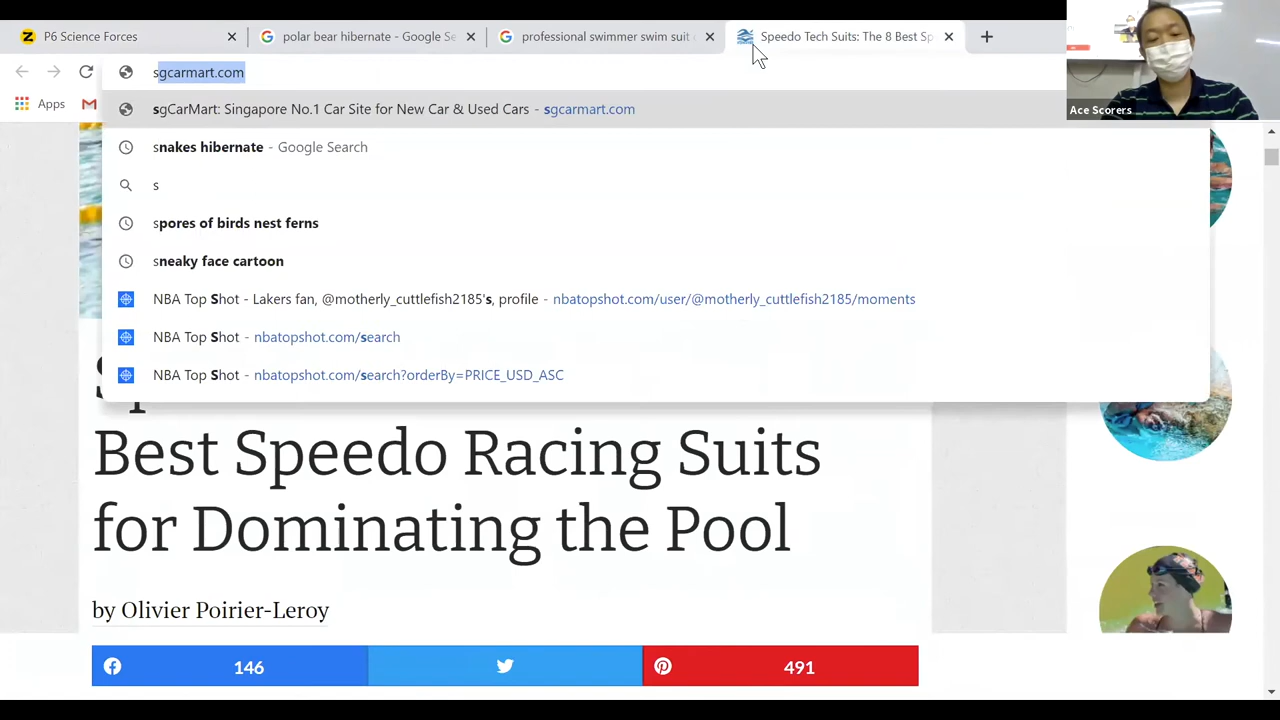 P6 Science Forces
polar bear hibernate - Google Se
professional swimmer swim suit
Speedo Tech Suits: The 8 Best Sp
sgcarmart.com
Apps
sgCarMart: Singapore No.1 Car Site for New Car & Used Cars - sgcarmart.com
snakes hibernate - Google Search
s
spores of birds nest ferns
sneaky face cartoon
NBA Top Shot - Lakers fan, @motherly_cuttlefish2185's, profile - nbatopshot.com/user/@motherly_cuttlefish2185/moments
NBA Top Shot - nbatopshot.com/search
NBA Top Shot - nbatopshot.com/search?orderBy=PRICE_USD_ASC
Ace Scorers
Best Speedo Racing Suits
for Dominating the Pool
by Olivier Poirier-Leroy
146
491